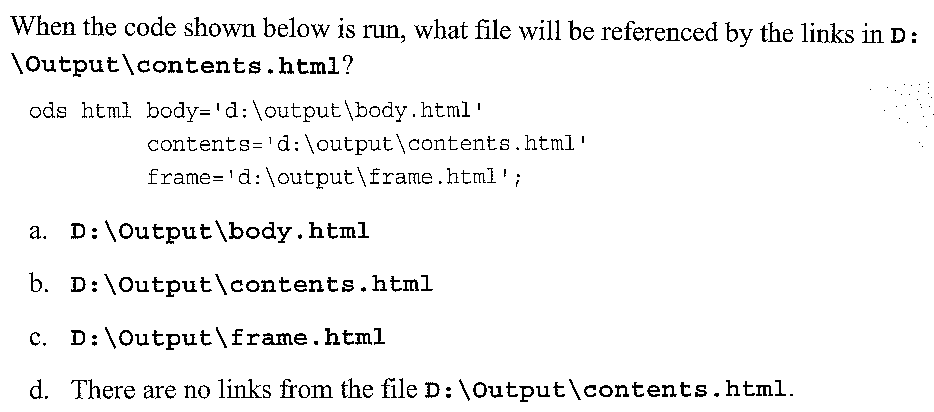 When the code shown below is run, what file will be referenced by the links in D:
\Output\contents.html?
ods html body='d:\output\body.html'
contents='d:\output\contents.html'
frame='d:\output\frame.html';
a. D:\Output\body.html
b. D:\Output\contents.html
c. D:\Output\frame.html
d. There are no links from the file D:\Output\contents.html.